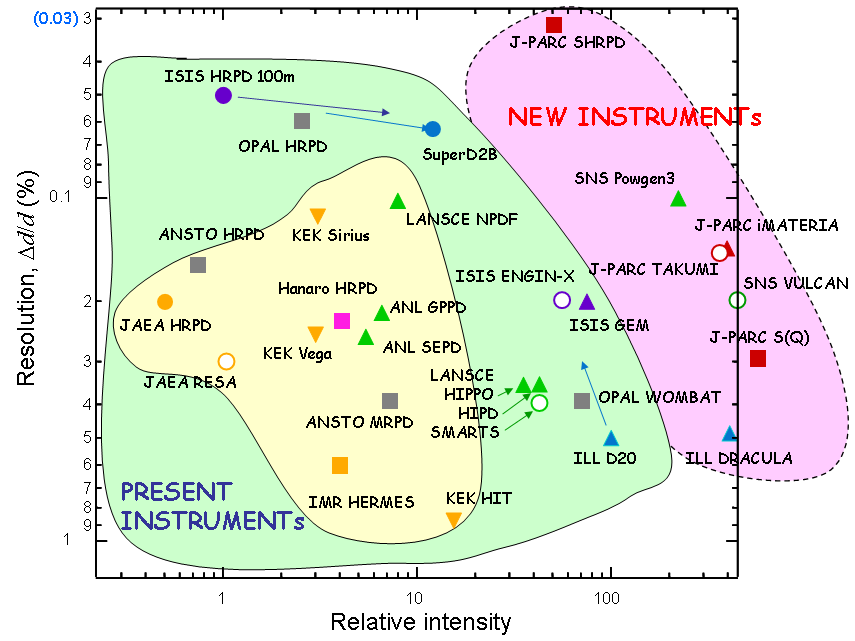 (0.03) 3
J-PARC SHRPD
4
ISIS HRPD 100m
5
NEW INSTRUMENTs
6
OPAL HRPD
SuperD2B
7
8
SNS Powgen3
9
0.1
LANSCE NPDF
J-PARC iMATERIA
KEK Sirius
ANSTO HRPD
J-PARC TAKUMI
ISIS ENGIN-X
SNS VULCAN
Hanaro HRPD
2
ANL GPPD
JAEA HRPD
ISIS GEM
J-PARC S(Q)
KEK Vega
ANL SEPD
3
JAEA RESA
LANSCE
HIPPO
OPAL WOMBAT
4
HIPD
ANSTO MRPD
SMARTS
5
ILL D20
ILL DRACULA
6
7
PRESENT
INSTRUMENTs
IMR HERMES
KEK HIT
8
9
1
Resolution, Δd/d (%)
1 10 100
Relative intensity